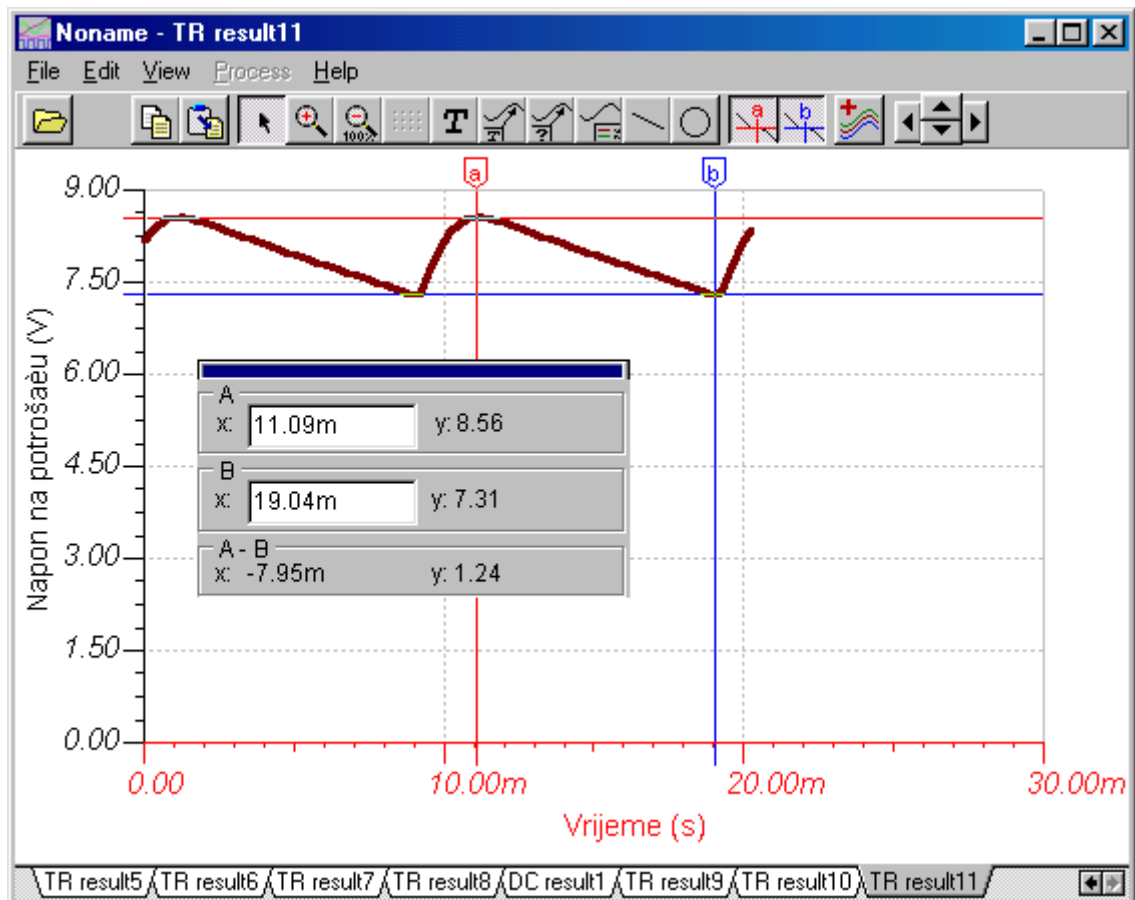 Noname - TR result11
File Edit View Process Help
100% T T ? a b
a b
9.00
7.50
6.00
4.50
3.00
1.50
0.00
Napon na potrošaèu (V)
A
x: 11.09m y: 8.56
B
x: 19.04m y: 7.31
A - B
x: -7.95m y: 1.24
0.00 10.00m 20.00m 30.00m
Vrijeme (s)
TR result5 TR result6 TR result7 TR result8 DC result1 TR result9 TR result10 TR result11